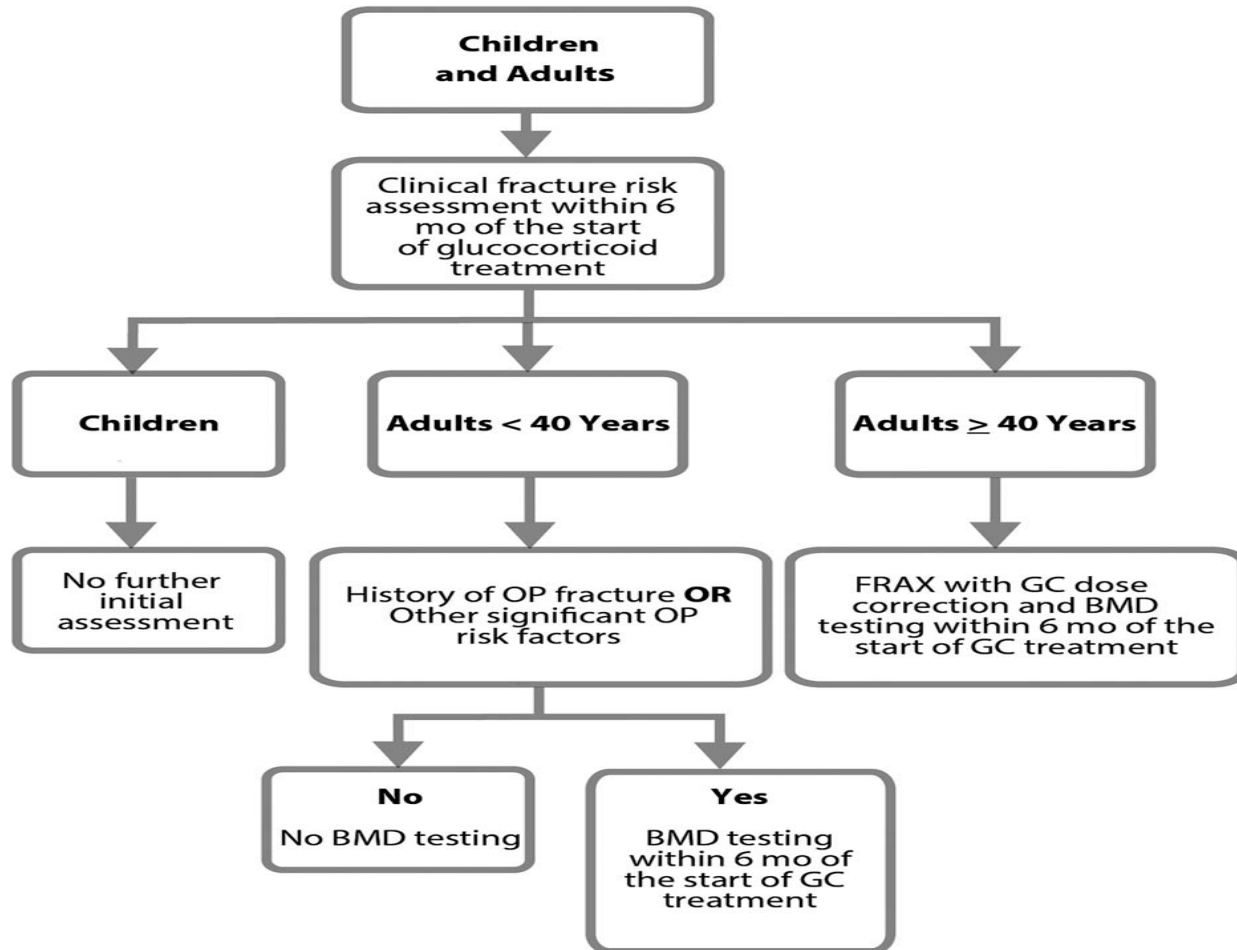 Children
and Adults
Clinical fracture risk
assessment within 6
mo of the start
of glucocorticoid
treatment
Children
Adults < 40 Years
Adults ≥ 40 Years
No further
initial
assessment
History of OP fracture OR
Other significant OP
risk factors
FRAX with GC dose
correction and BMD
testing within 6 mo of the
start of GC treatment
No
No BMD testing
Yes
BMD testing
within 6 mo of
the start of GC
treatment